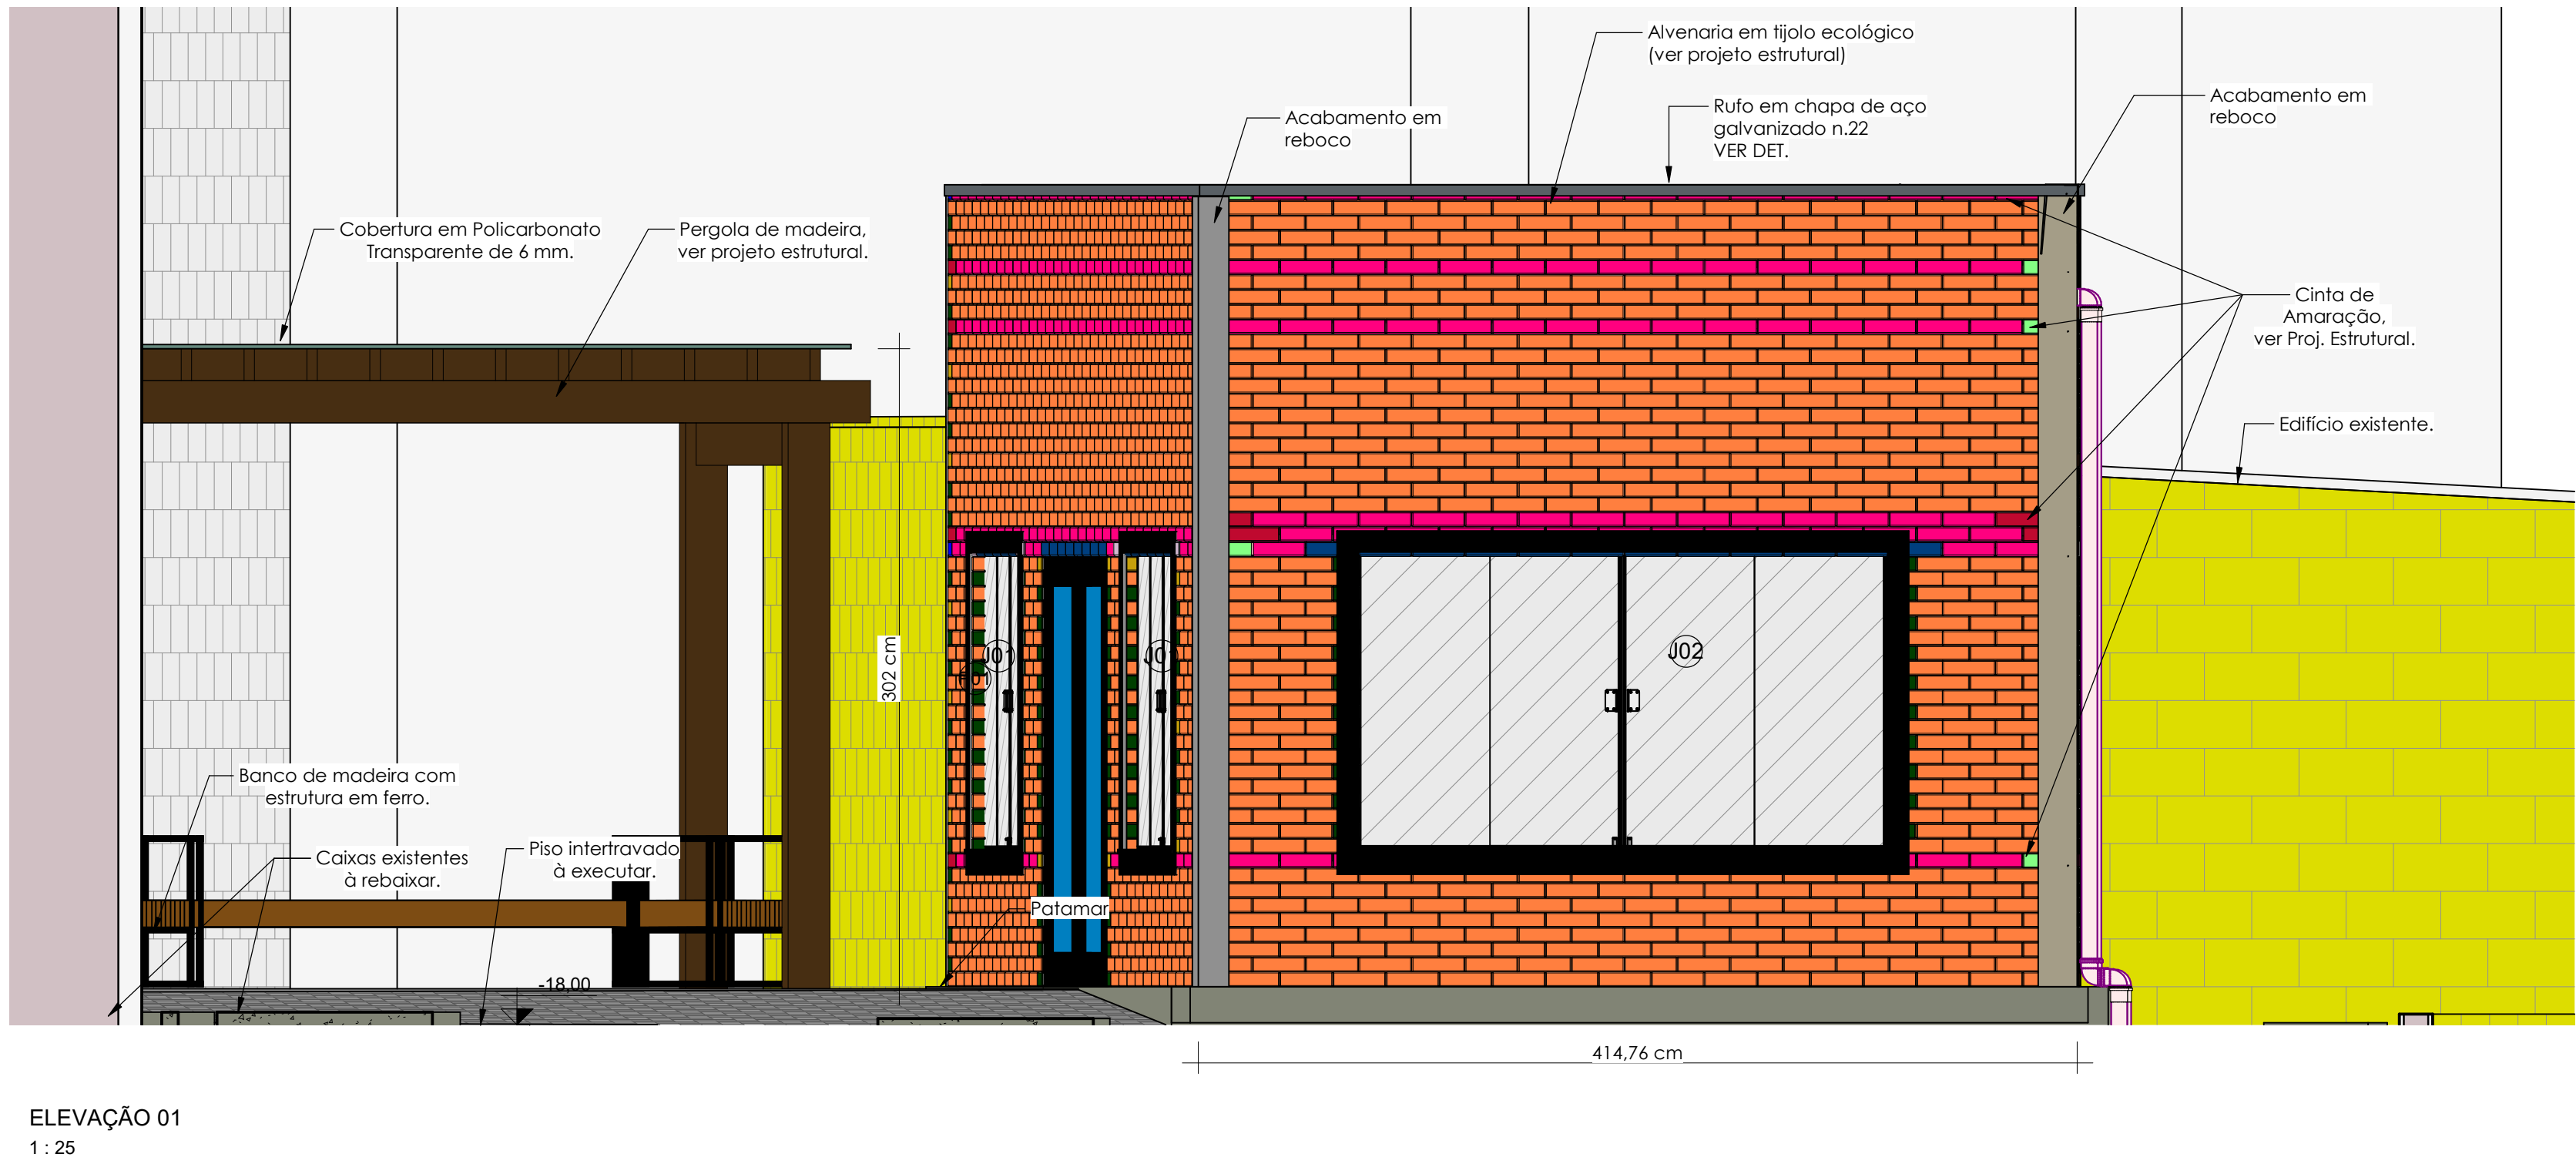 Alvenaria em tijolo ecológico
(ver projeto estrutural)
Acabamento em
reboco
Rufo em chapa de aço
galvanizado n.22
VER DET.
Acabamento em
reboco
Cobertura em Policarbonato
Transparente de 6 mm.
Pergola de madeira,
ver projeto estrutural.
Cinta de
Amaração,
ver Proj. Estrutural.
Edifício existente.
302 cm
J01
J01
J02
Banco de madeira com
estrutura em ferro.
Caixas existentes
à rebaixar.
Piso intertravado
à executar.
Patamar
-18,00
414,76 cm
ELEVAÇÃO 01
1 : 25